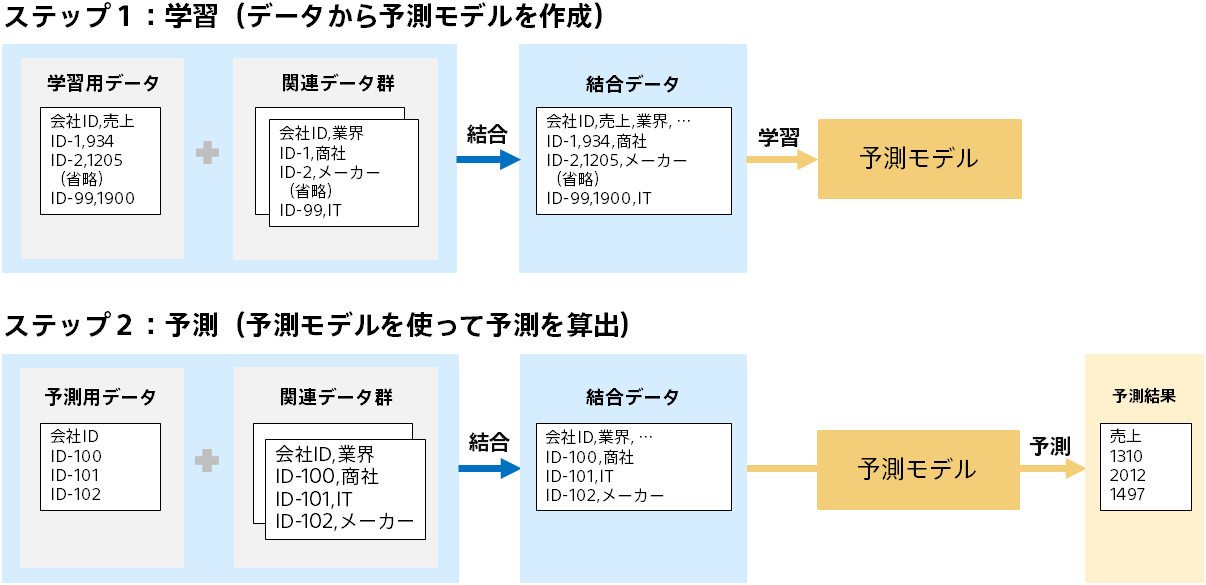 ステップ１：学習（データから予測モデルを作成）
学習用データ
会社ID,売上
ID-1,934
ID-2,1205
（省略）
ID-99,1900
関連データ群
会社ID,業界
ID-1,商社
ID-2,メーカー
（省略）
ID-99,IT
結合
結合データ
会社ID,売上,業界, …
ID-1,934,商社
ID-2,1205,メーカー
（省略）
ID-99,1900,IT
学習
予測モデル
ステップ２：予測（予測モデルを使って予測を算出）
予測用データ
会社ID
ID-100
ID-101
ID-102
関連データ群
会社ID,業界
ID-100,商社
ID-101,IT
ID-102,メーカー
結合
結合データ
会社ID,業界, …
ID-100,商社
ID-101,IT
ID-102,メーカー
予測モデル
予測
予測結果
売上
1310
2012
1497